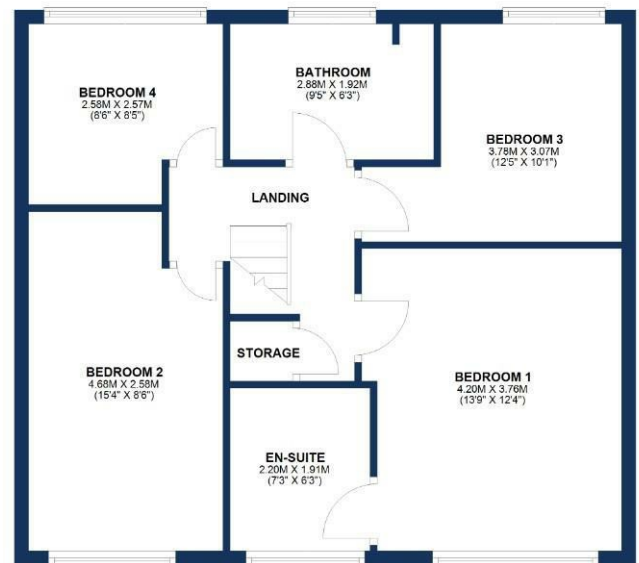 BEDROOM 4
2.58M X 2.57M
(8'6" X 8'5")
BATHROOM
2.88M X 1.92M
(9'5" X 6'3")
BEDROOM 3
3.78M X 3.07M
(12'5" X 10'1")
LANDING
STORAGE
BEDROOM 2
4.68M X 2.58M
(15'4" X 8'6")
BEDROOM 1
4.20M X 3.76M
(13'9" X 12'4")
EN-SUITE
2.20M X 1.91M
(7'3" X 6'3")